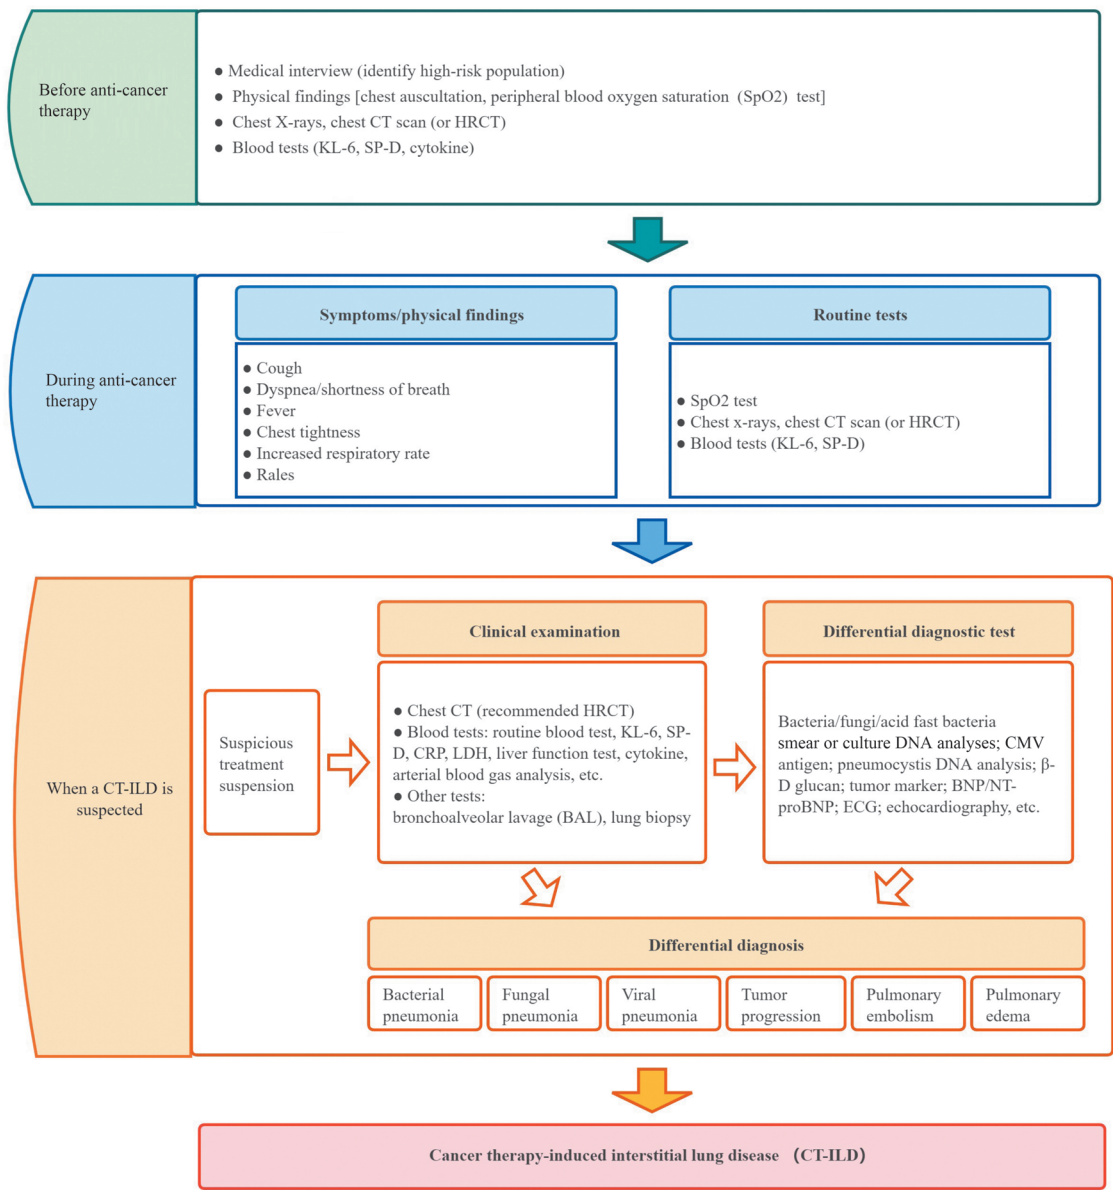 Before anti-cancer
therapy
● Medical interview (identify high-risk population)
● Physical findings [chest auscultation, peripheral blood oxygen saturation (SpO2) test]
● Chest X-rays, chest CT scan (or HRCT)
● Blood tests (KL-6, SP-D, cytokine)
During anti-cancer
therapy
Symptoms/physical findings
● Cough
● Dyspnea/shortness of breath
● Fever
● Chest tightness
● Increased respiratory rate
● Rales
Routine tests
● SpO2 test
● Chest x-rays, chest CT scan (or HRCT)
● Blood tests (KL-6, SP-D)
When a CT-ILD is
suspected
Suspicious
treatment
suspension
Clinical examination
● Chest CT (recommended HRCT)
● Blood tests: routine blood test, KL-6, SP-
D, CRP, LDH, liver function test, cytokine,
arterial blood gas analysis, etc.
● Other tests:
bronchoalveolar lavage (BAL), lung biopsy
Differential diagnostic test
Bacteria/fungi/acid fast bacteria
smear or culture DNA analyses; CMV
antigen; pneumocystis DNA analysis; β-
D glucan; tumor marker; BNP/NT-
proBNP; ECG; echocardiography, etc.
Differential diagnosis
Bacterial
pneumonia
Fungal
pneumonia
Viral
pneumonia
Tumor
progression
Pulmonary
embolism
Pulmonary
edema
Cancer therapy-induced interstitial lung disease (CT-ILD)